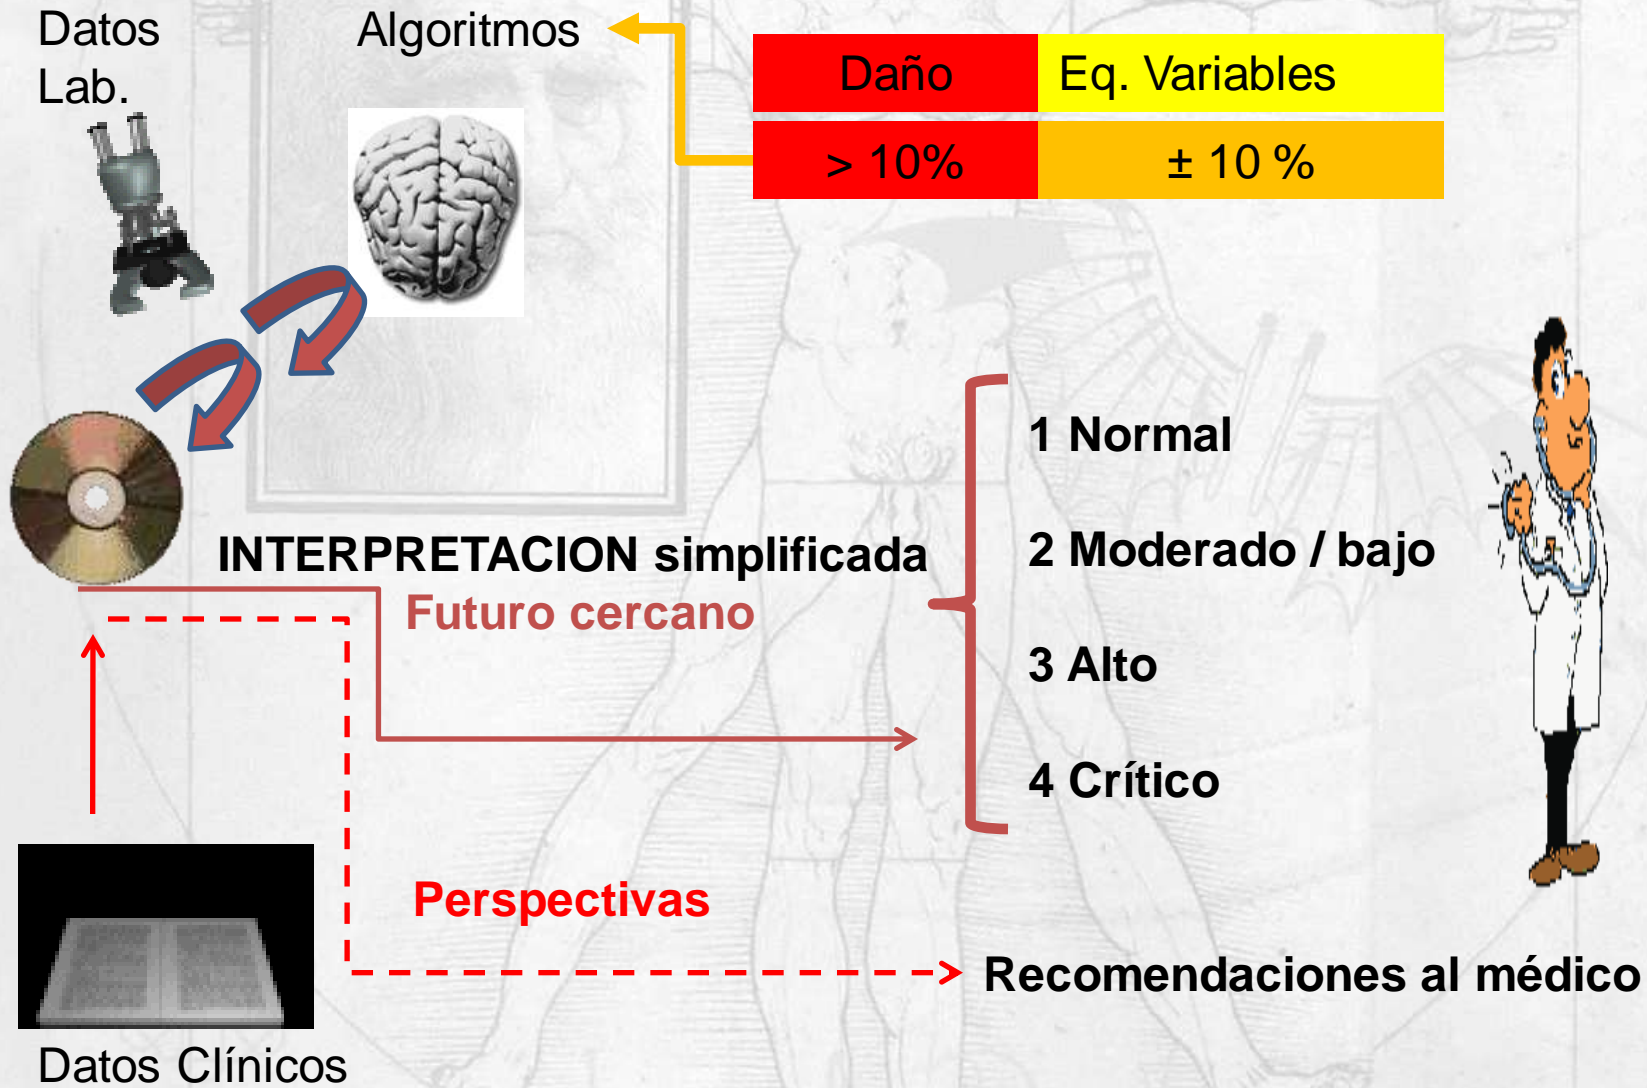 Datos
Lab.
Algoritmos
Daño
Eq. Variables
> 10%
± 10 %
INTERPRETACION simplificada
Futuro cercano
1 Normal
2 Moderado / bajo
3 Alto
4 Crítico
Perspectivas
Recomendaciones al médico
Datos Clínicos